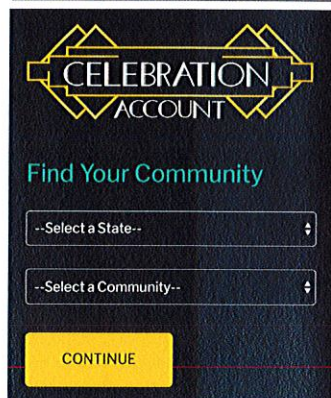 CELEBRATION
ACCOUNT
Find Your Community
--Select a State--
--Select a Community--
CONTINUE